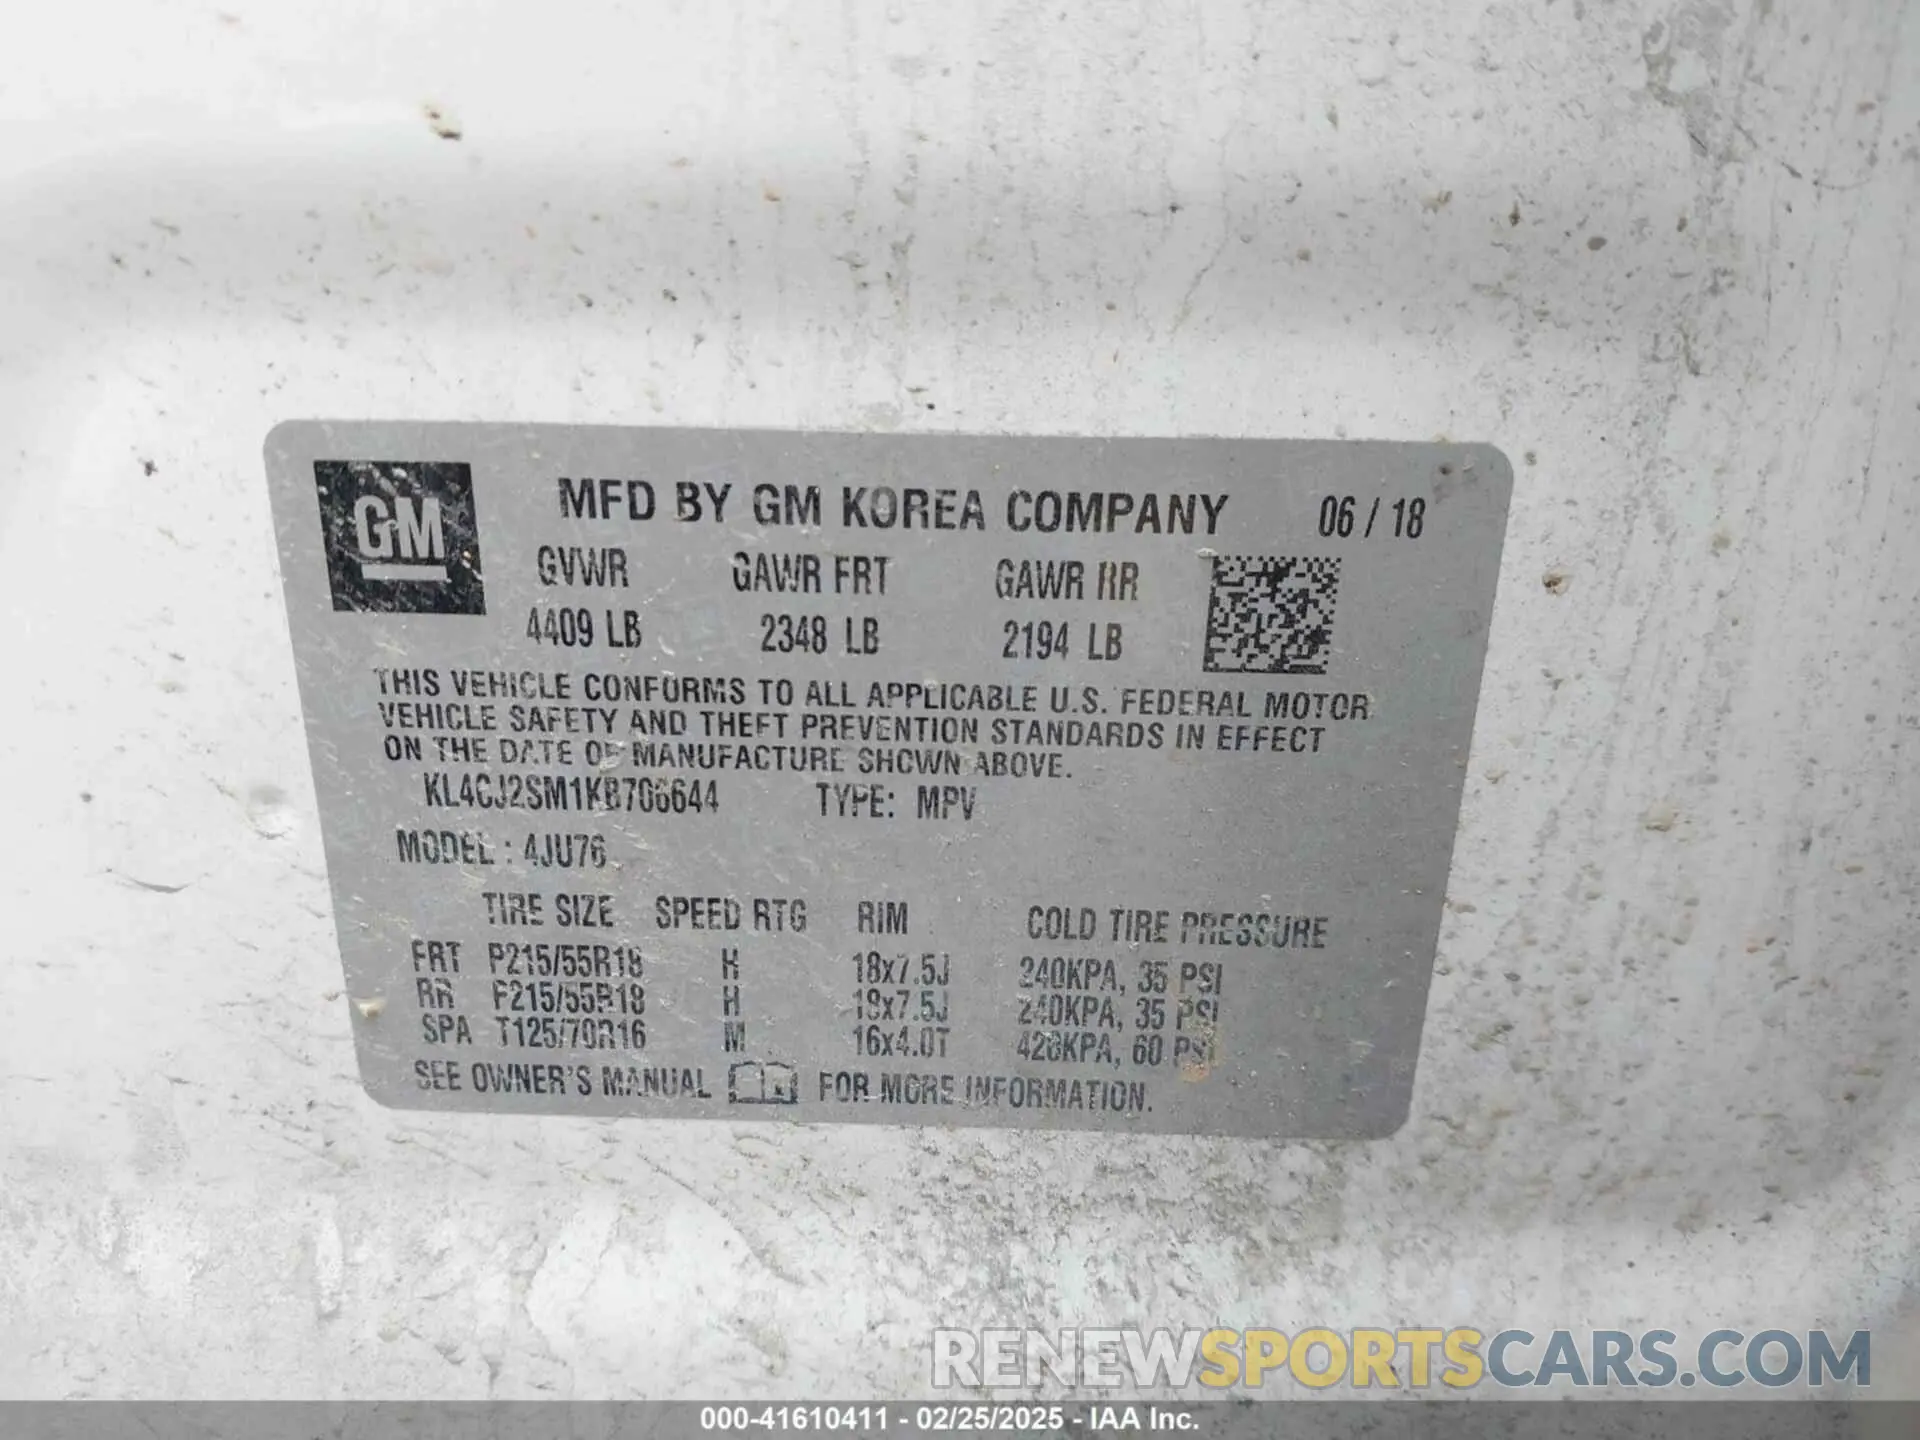 GM
MFD BY GM KOREA COMPANY 06 / 18
GVWR GAWR FRT GAWR RR
4409 LB 2348 LB 2194 LB
THIS VEHICLE CONFORMS TO ALL APPLICABLE U.S. FEDERAL MOTOR
VEHICLE SAFETY AND THEFT PREVENTION STANDARDS IN EFFECT
ON THE DATE OF MANUFACTURE SHOWN ABOVE.
KL4CJ2SM1KB706644 TYPE: MPV
MODEL : 4JU76
TIRE SIZE SPEED RTG RIM COLD TIRE PRESSURE
FRT P215/55R18 H 18x7.5J 240KPA, 35 PSI
RR P215/55R18 H 18x7.5J 240KPA, 35 PSI
SPA T125/70R16 M 16x4.0T 420KPA, 60 PSI
SEE OWNER'S MANUAL FOR MORE INFORMATION.
RENEWSPORTSCARS.COM
000-41610411 - 02/25/2025 - IAA Inc.